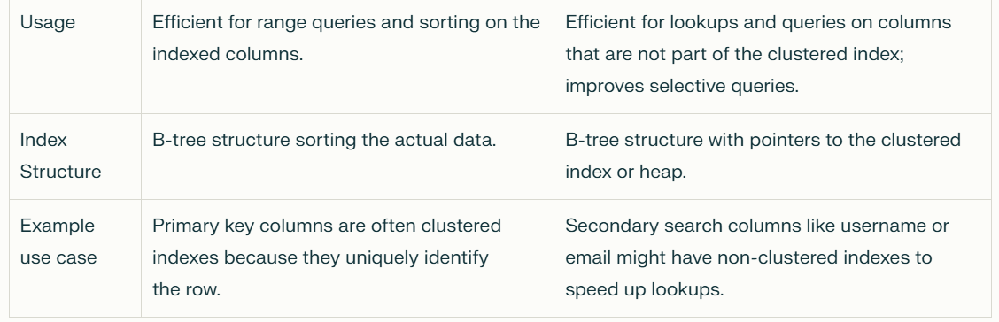 Usage
Efficient for range queries and sorting on the
indexed columns.
Efficient for lookups and queries on columns
that are not part of the clustered index;
improves selective queries.
Index
Structure
B-tree structure sorting the actual data.
B-tree structure with pointers to the clustered
index or heap.
Example
use case
Primary key columns are often clustered
indexes because they uniquely identify
the row.
Secondary search columns like username or
email might have non-clustered indexes to
speed up lookups.